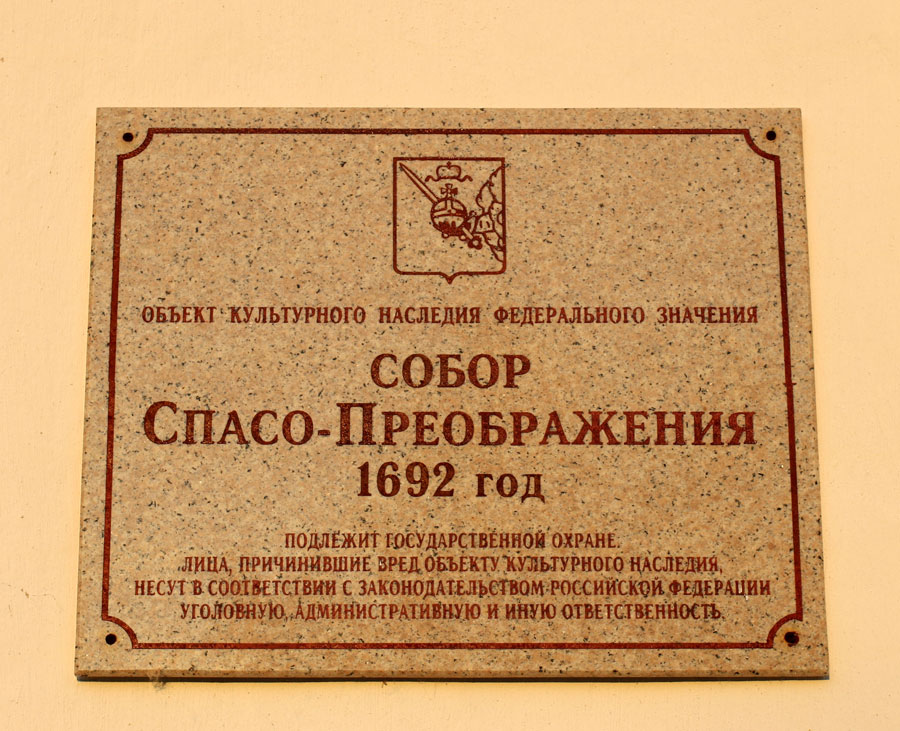 ОБЪЕКТ КУЛЬТУРНОГО НАСЛЕДИЯ ФЕДЕРАЛЬНОГО ЗНАЧЕНИЯ
СОБОР
СПАСО-ПРЕОБРАЖЕНИЯ
1692 год
ПОДЛЕЖИТ ГОСУДАРСТВЕННОЙ ОХРАНЕ.
ЛИЦА, ПРИЧИНИВШИЕ ВРЕД ОБЪЕКТУ КУЛЬТУРНОГО НАСЛЕДИЯ,
НЕСУТ В СООТВЕТСТВИИ С ЗАКОНОДАТЕЛЬСТВОМ РОССИЙСКОЙ ФЕДЕРАЦИИ
УГОЛОВНУЮ, АДМИНИСТРАТИВНУЮ И ИНУЮ ОТВЕТСТВЕННОСТЬ.